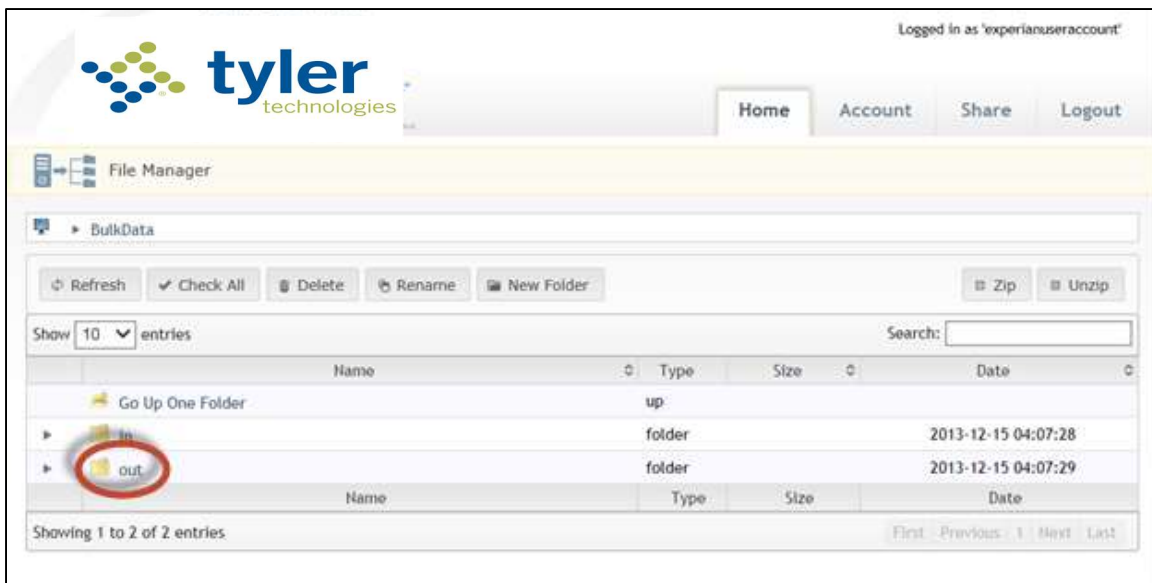 Logged in as 'experianuseraccount'
tyler
technologies
Home Account Share Logout
File Manager
BulkData
Refresh Check All Delete Rename New Folder Zip Unzip
Show 10 entries Search:
Name Type Size Date
Go Up One Folder up
in folder 2013-12-15 04:07:28
out folder 2013-12-15 04:07:29
Name Type Size Date
Showing 1 to 2 of 2 entries First Previous 1 Next Last